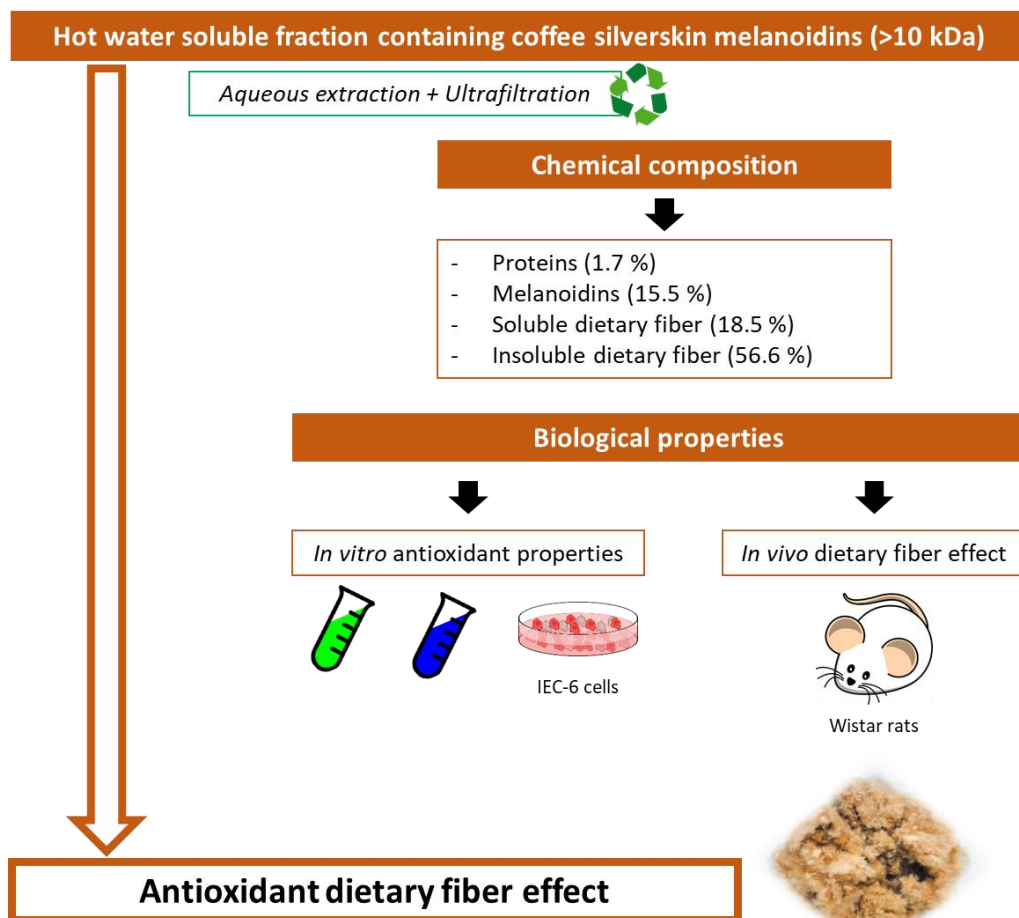 Hot water soluble fraction containing coffee silverskin melanoidins (>10 kDa)
Aqueous extraction + Ultrafiltration
Chemical composition
- Proteins (1.7 %)
- Melanoidins (15.5 %)
- Soluble dietary fiber (18.5 %)
- Insoluble dietary fiber (56.6 %)
Biological properties
In vitro antioxidant properties
In vivo dietary fiber effect
IEC-6 cells
Wistar rats
Antioxidant dietary fiber effect